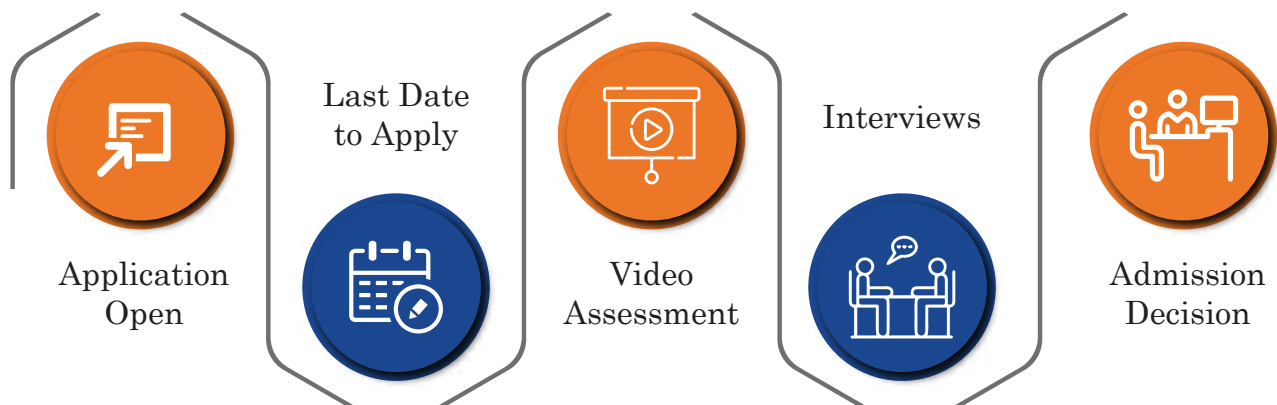 Application
Open
Last Date
to Apply
Video
Assessment
Interviews
Admission
Decision